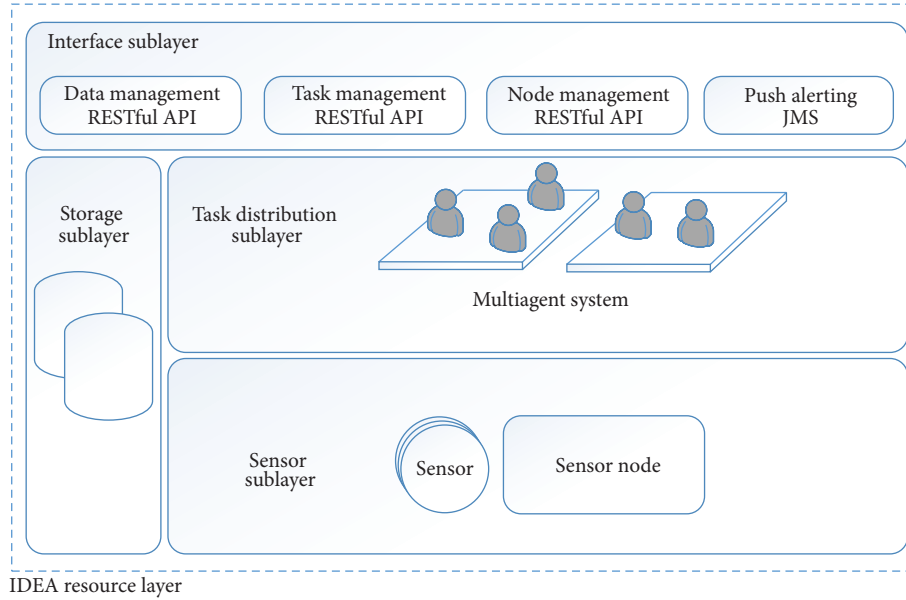 Interface sublayer
Data management
RESTful API
Task management
RESTful API
Node management
RESTful API
Push alerting
JMS
Storage
sublayer
Task distribution
sublayer
Multiagent system
Sensor
sublayer
Sensor
Sensor node
IDEA resource layer